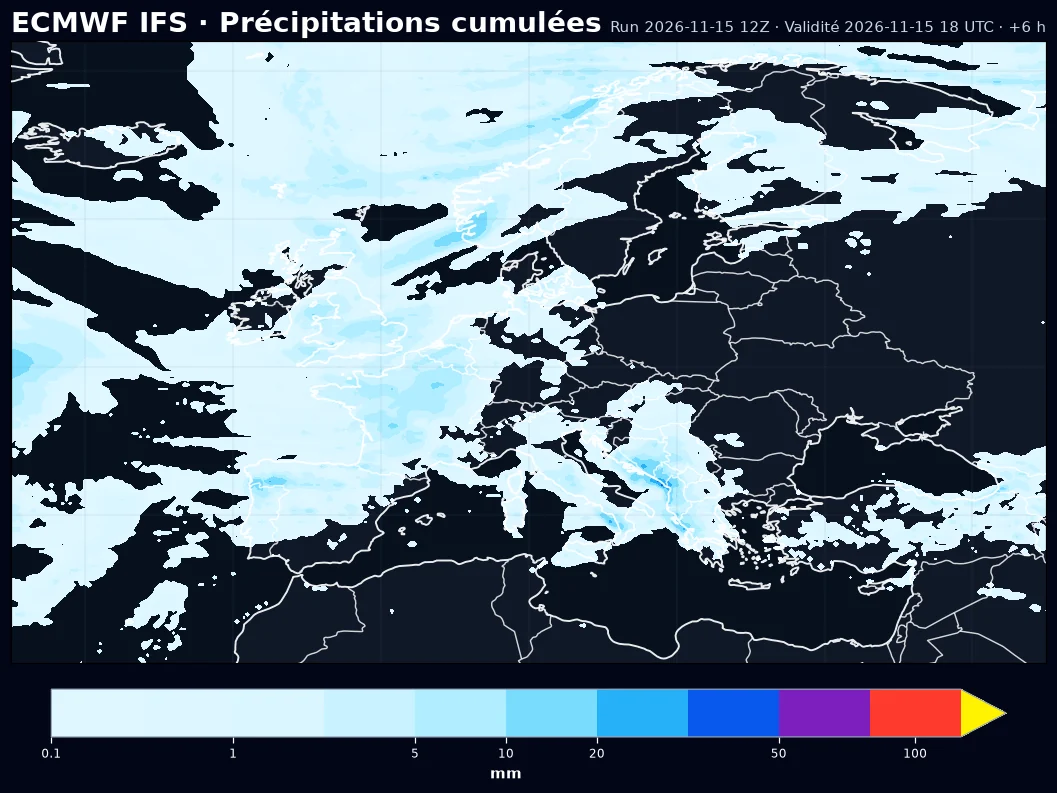 ECMWF IFS · Précipitations cumulées
Run 2026-11-15 12Z · Validité 2026-11-15 18 UTC · +6 h
0.1 1 5 10 20 50 100
mm